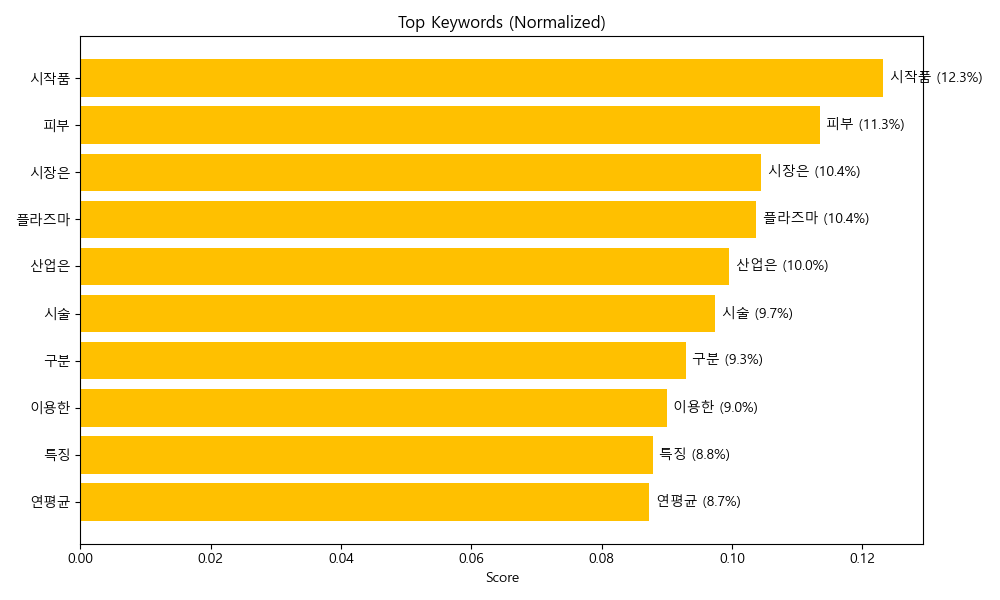 Top Keywords (Normalized)
시작품 시작품 (12.3%)
피부 피부 (11.3%)
시장은 시장은 (10.4%)
플라즈마 플라즈마 (10.4%)
산업은 산업은 (10.0%)
시술 시술 (9.7%)
구분 구분 (9.3%)
이용한 이용한 (9.0%)
특징 특징 (8.8%)
연평균 연평균 (8.7%)
0.00 0.02 0.04 0.06 0.08 0.10 0.12
Score